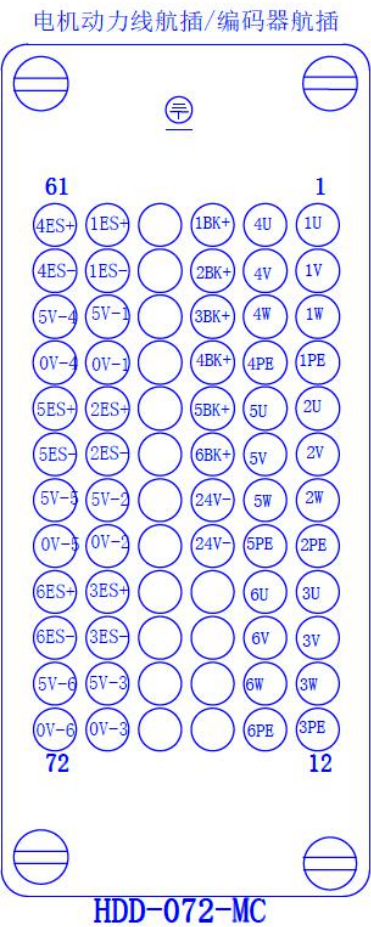 电机动力线航插/编码器航插
61 1
4ES+ 1ES+ 1BK+ 4U 1U
4ES- 1ES- 2BK+ 4V 1V
5V-4 5V-1 3BK+ 4W 1W
0V-4 0V-1 4BK+ 4PE 1PE
5ES+ 2ES+ 5BK+ 5U 2U
5ES- 2ES- 6BK+ 5V 2V
5V-5 5V-2 24V- 5W 2W
0V-5 0V-2 24V- 5PE 2PE
6ES+ 3ES+ 6U 3U
6ES- 3ES- 6V 3V
5V-6 5V-3 6W 3W
0V-6 0V-3 6PE 3PE
72 12
HDD-072-MC